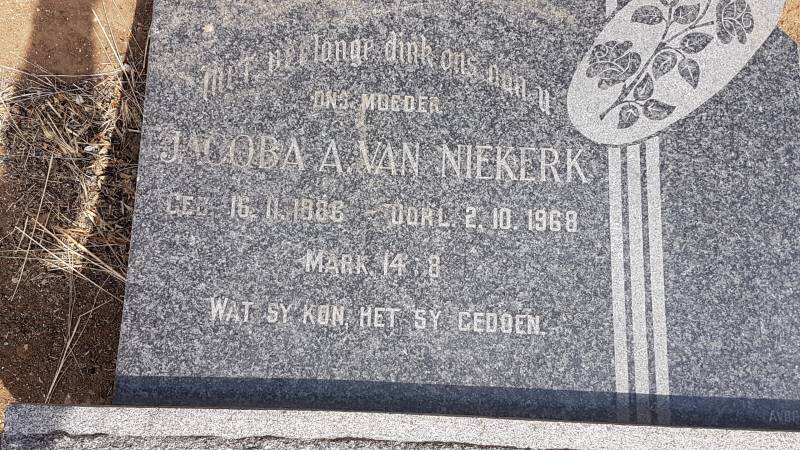 Met verlange dink ons aan u
ONS MOEDER
JACOBA A. VAN NIEKERK
GEB. 16.11.1886 – OORL. 2.10.1968
MARK. 14:8
WAT SY KON, HET SY GEDOEN.